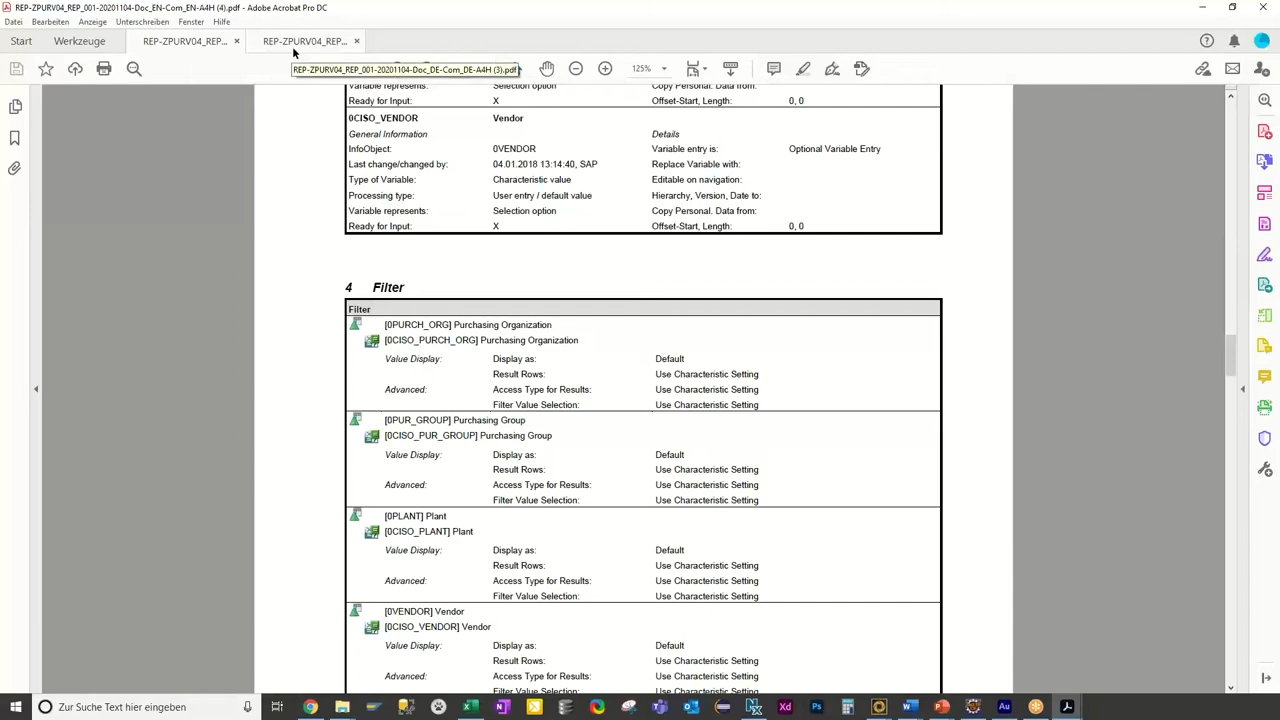 REP-ZPURV04_REP_001-20201104-Doc_EN-Com_EN-A4H (4).pdf - Adobe Acrobat Pro DC
Datei Bearbeiten Anzeige Unterschreiben Fenster Hilfe
Start Werkzeuge REP-ZPURV04_REP... × REP-ZPURV04_REP... ×
REP-ZPURV04_REP_001-20201104-Doc_DE-Com_DE-A4H (3).pdf
125%
Variable represents: Selection option Copy Personal. Data from:
Ready for Input: X Offset-Start, Length: 0, 0
0CISO_VENDOR Vendor
General Information Details
InfoObject: 0VENDOR Variable entry is: Optional Variable Entry
Last change/changed by: 04.01.2018 13:14:40, SAP Replace Variable with:
Type of Variable: Characteristic value Editable on navigation:
Processing type: User entry / default value Hierarchy, Version, Date to:
Variable represents: Selection option Copy Personal. Data from:
Ready for Input: X Offset-Start, Length: 0, 0
4 Filter
Filter
[0PURCH_ORG] Purchasing Organization
[0CISO_PURCH_ORG] Purchasing Organization
Value Display: Display as: Default
Result Rows: Use Characteristic Setting
Advanced: Access Type for Results: Use Characteristic Setting
Filter Value Selection: Use Characteristic Setting
[0PUR_GROUP] Purchasing Group
[0CISO_PUR_GROUP] Purchasing Group
Value Display: Display as: Default
Result Rows: Use Characteristic Setting
Advanced: Access Type for Results: Use Characteristic Setting
Filter Value Selection: Use Characteristic Setting
[0PLANT] Plant
[0CISO_PLANT] Plant
Value Display: Display as: Default
Result Rows: Use Characteristic Setting
Advanced: Access Type for Results: Use Characteristic Setting
Filter Value Selection: Use Characteristic Setting
[0VENDOR] Vendor
[0CISO_VENDOR] Vendor
Value Display: Display as: Default
Result Rows: Use Characteristic Setting
Advanced: Access Type for Results: Use Characteristic Setting
Filter Value Selection: Use Characteristic Setting
Zur Suche Text hier eingeben